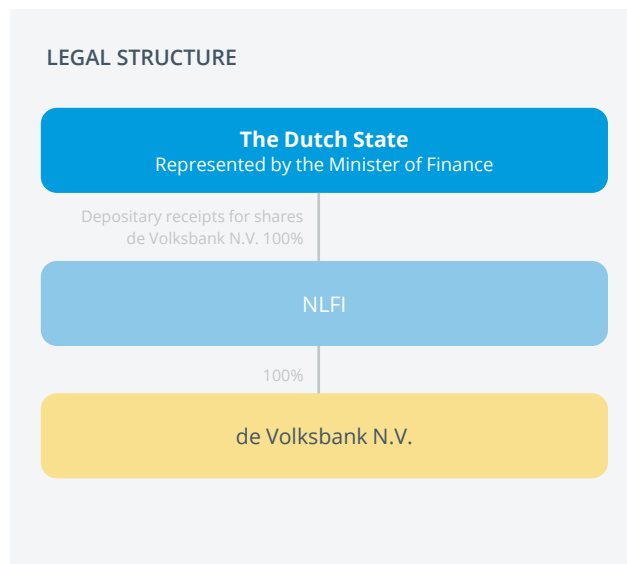 LEGAL STRUCTURE
The Dutch State
Represented by the Minister of Finance
Depositary receipts for shares
de Volksbank N.V. 100%
NLFI
100%
de Volksbank N.V.